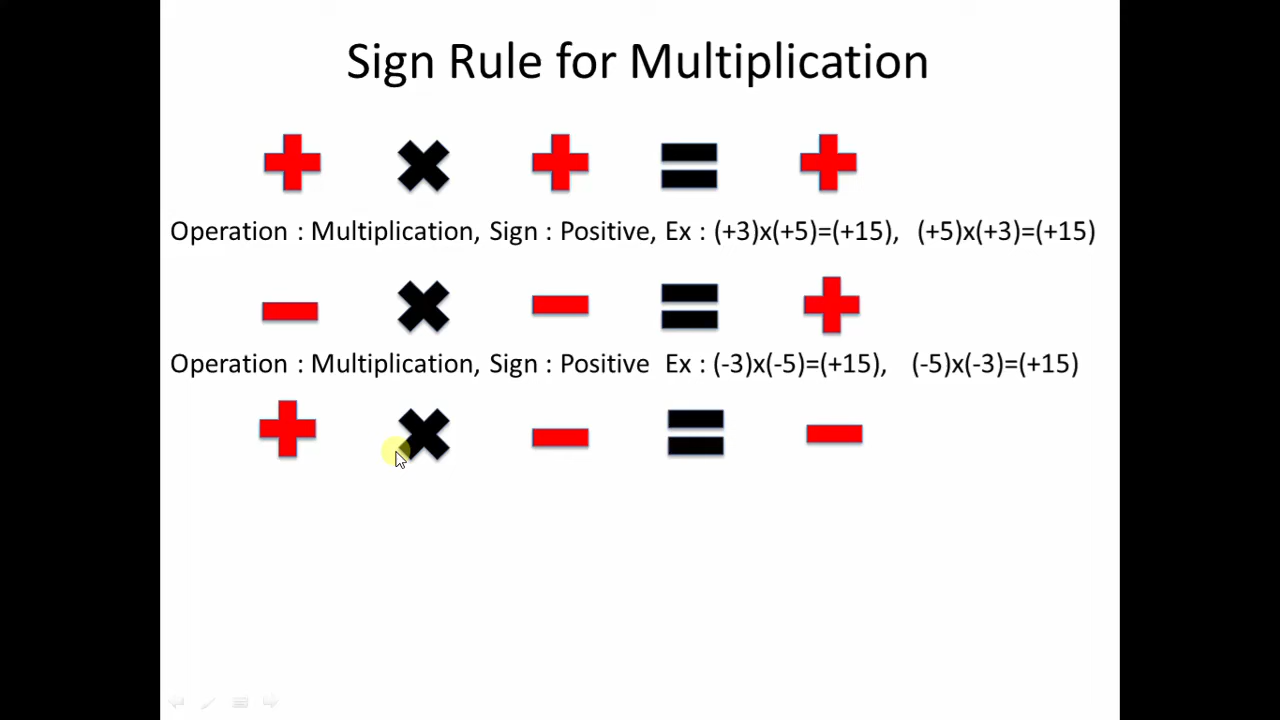 Sign Rule for Multiplication
+ × + = +
Operation : Multiplication, Sign : Positive, Ex : (+3)x(+5)=(+15), (+5)x(+3)=(+15)
- × - = +
Operation : Multiplication, Sign : Positive Ex : (-3)x(-5)=(+15), (-5)x(-3)=(+15)
+ × - = -